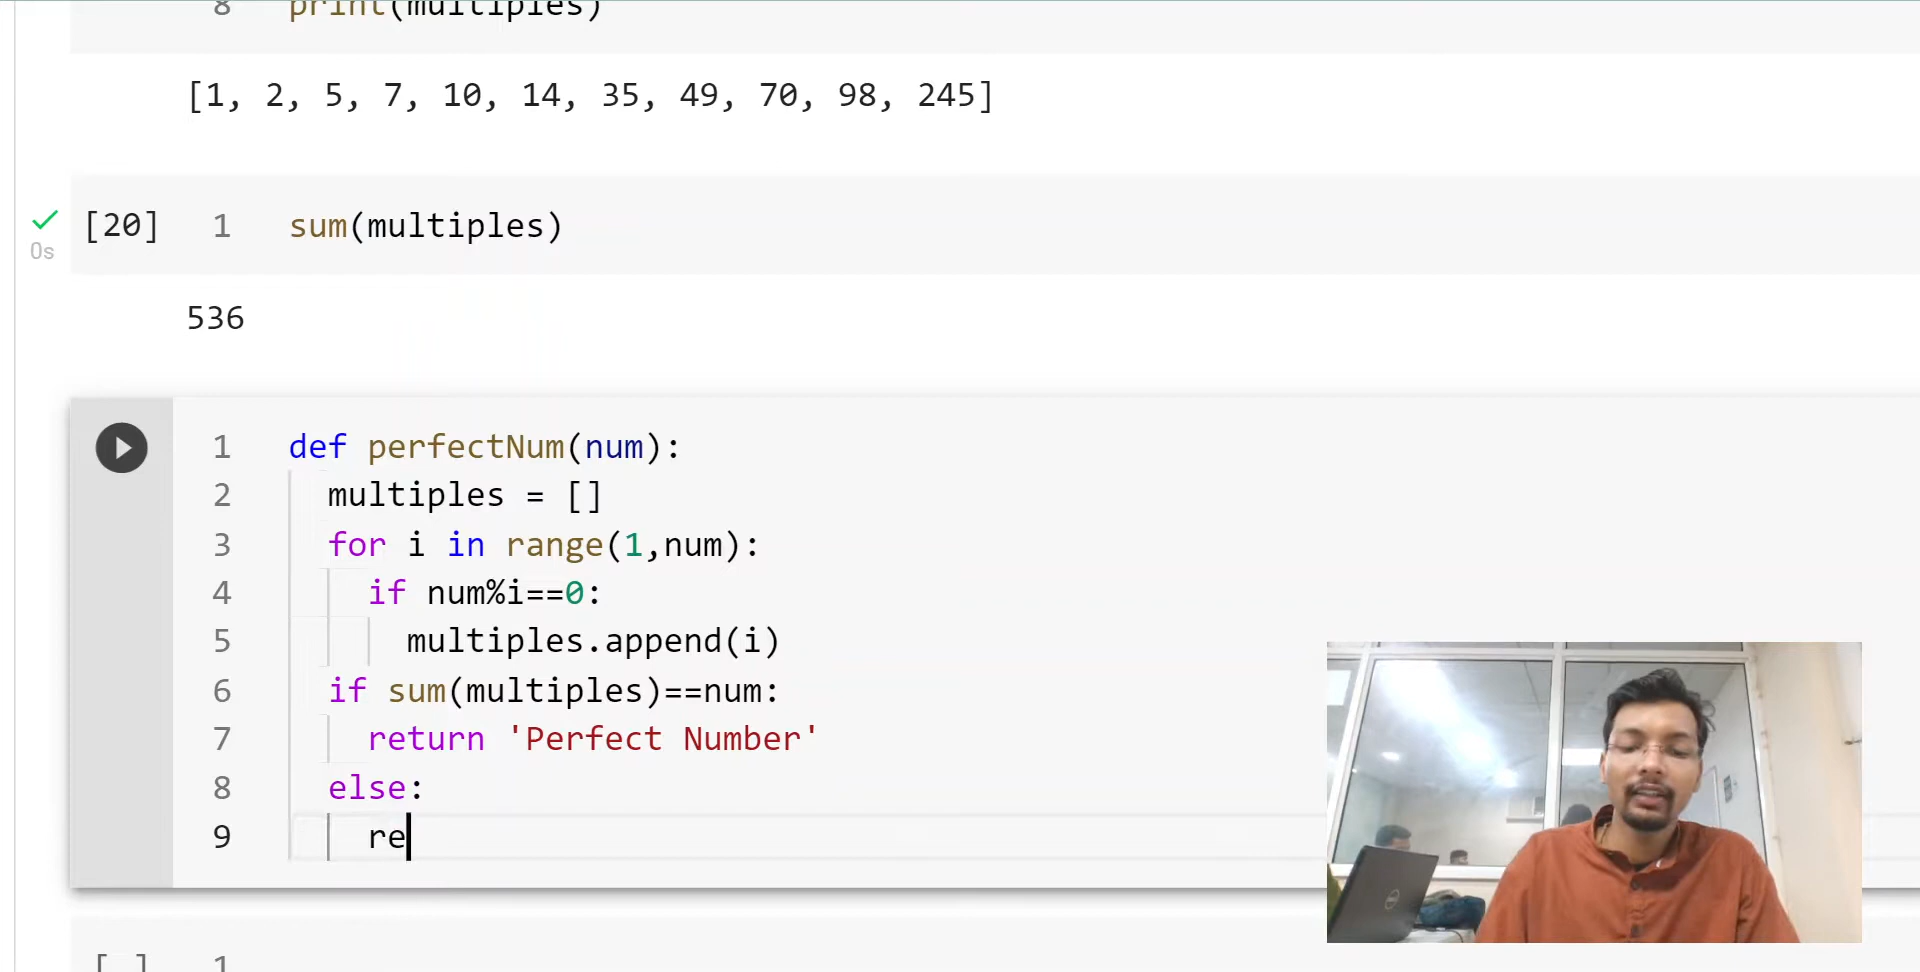 8 print(multiples)
[1, 2, 5, 7, 10, 14, 35, 49, 70, 98, 245]
[20] 1 sum(multiples)
0s
536
1 def perfectNum(num):
2 multiples = []
3 for i in range(1,num):
4 if num%i==0:
5 multiples.append(i)
6 if sum(multiples)==num:
7 return 'Perfect Number'
8 else:
9 re
[ ] 1